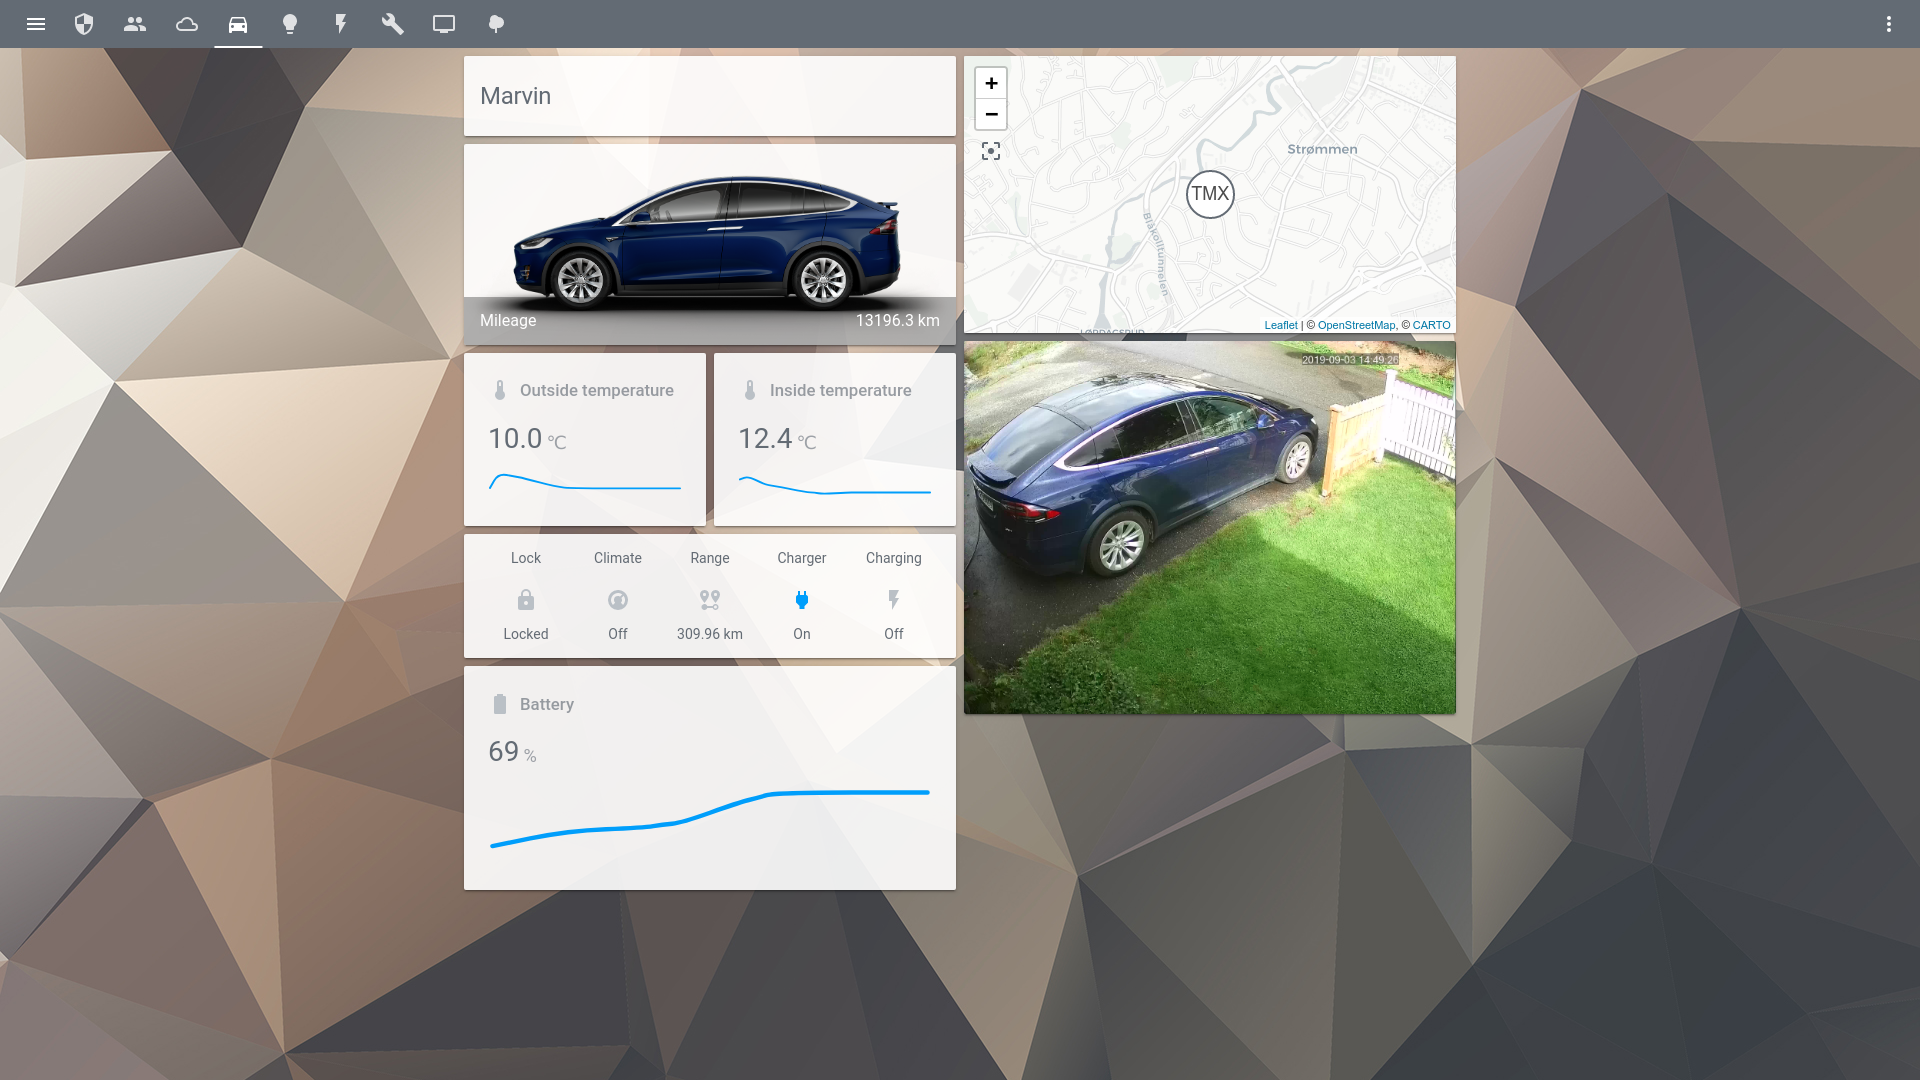 Marvin
Mileage 13196.3 km
Outside temperature
10.0 °C
Inside temperature
12.4 °C
Lock Climate Range Charger Charging
Locked Off 309.96 km On Off
Battery
69 %
+
−
Strømmen
TMX
Blåkolltunnelen
Leaflet | © OpenStreetMap, © CARTO
2019-09-03 14:49:26